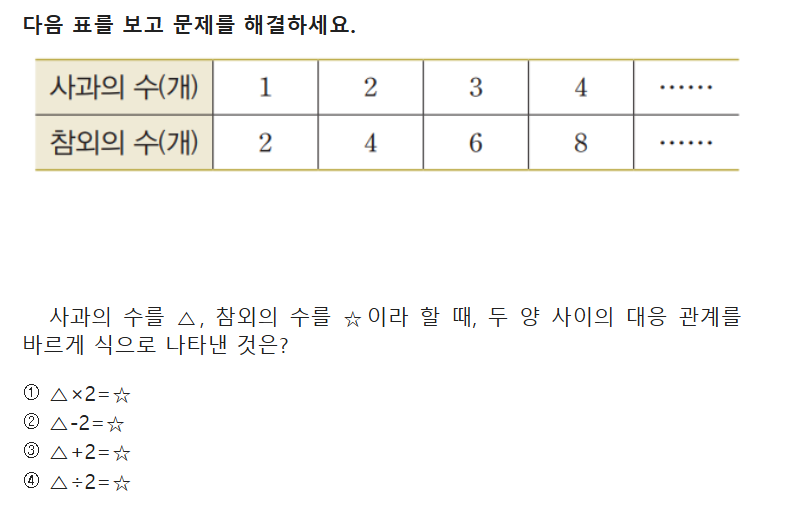 다음 표를 보고 문제를 해결하세요.
사과의 수(개) 1 2 3 4 ······
참외의 수(개) 2 4 6 8 ······
사과의 수를 △, 참외의 수를 ☆이라 할 때, 두 양 사이의 대응 관계를
바르게 식으로 나타낸 것은?
① △×2=☆
② △-2=☆
③ △+2=☆
④ △÷2=☆